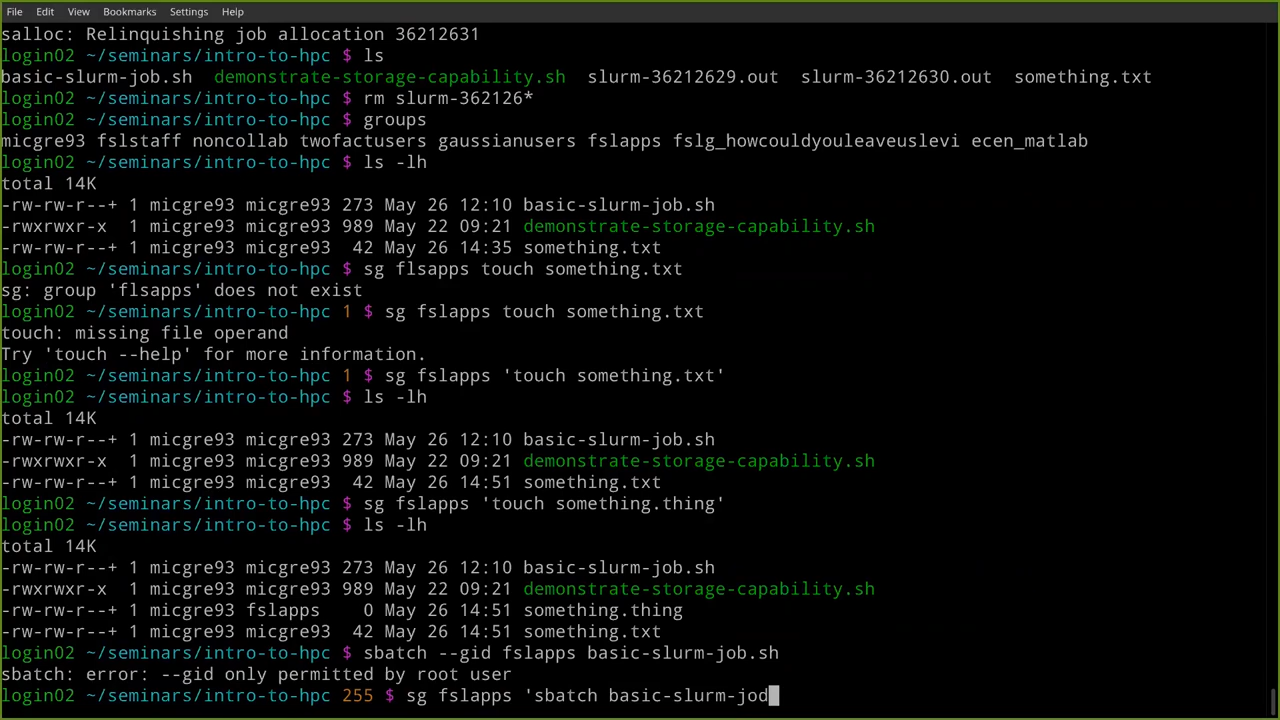 File Edit View Bookmarks Settings Help
salloc: Relinquishing job allocation 36212631
login02 ~/seminars/intro-to-hpc $ ls
basic-slurm-job.sh demonstrate-storage-capability.sh slurm-36212629.out slurm-36212630.out something.txt
login02 ~/seminars/intro-to-hpc $ rm slurm-362126*
login02 ~/seminars/intro-to-hpc $ groups
micgre93 fslstaff noncollab twofactusers gaussianusers fslapps fslg_howcouldyouleaveuslevi ecen_matlab
login02 ~/seminars/intro-to-hpc $ ls -lh
total 14K
-rw-rw-r--+ 1 micgre93 micgre93 273 May 26 12:10 basic-slurm-job.sh
-rwxrwxr-x 1 micgre93 micgre93 989 May 22 09:21 demonstrate-storage-capability.sh
-rw-rw-r-- 1 micgre93 micgre93 42 May 26 14:35 something.txt
login02 ~/seminars/intro-to-hpc $ sg flsapps touch something.txt
sg: group 'flsapps' does not exist
login02 ~/seminars/intro-to-hpc 1 $ sg fslapps touch something.txt
touch: missing file operand
Try 'touch --help' for more information.
login02 ~/seminars/intro-to-hpc 1 $ sg fslapps 'touch something.txt'
login02 ~/seminars/intro-to-hpc $ ls -lh
total 14K
-rw-rw-r--+ 1 micgre93 micgre93 273 May 26 12:10 basic-slurm-job.sh
-rwxrwxr-x 1 micgre93 micgre93 989 May 22 09:21 demonstrate-storage-capability.sh
-rw-rw-r-- 1 micgre93 micgre93 42 May 26 14:51 something.txt
login02 ~/seminars/intro-to-hpc $ sg fslapps 'touch something.thing'
login02 ~/seminars/intro-to-hpc $ ls -lh
total 14K
-rw-rw-r--+ 1 micgre93 micgre93 273 May 26 12:10 basic-slurm-job.sh
-rwxrwxr-x 1 micgre93 micgre93 989 May 22 09:21 demonstrate-storage-capability.sh
-rw-rw-r-- 1 micgre93 fslapps 0 May 26 14:51 something.thing
-rw-rw-r-- 1 micgre93 micgre93 42 May 26 14:51 something.txt
login02 ~/seminars/intro-to-hpc $ sbatch --gid fslapps basic-slurm-job.sh
sbatch: error: --gid only permitted by root user
login02 ~/seminars/intro-to-hpc 255 $ sg fslapps 'sbatch basic-slurm-jod